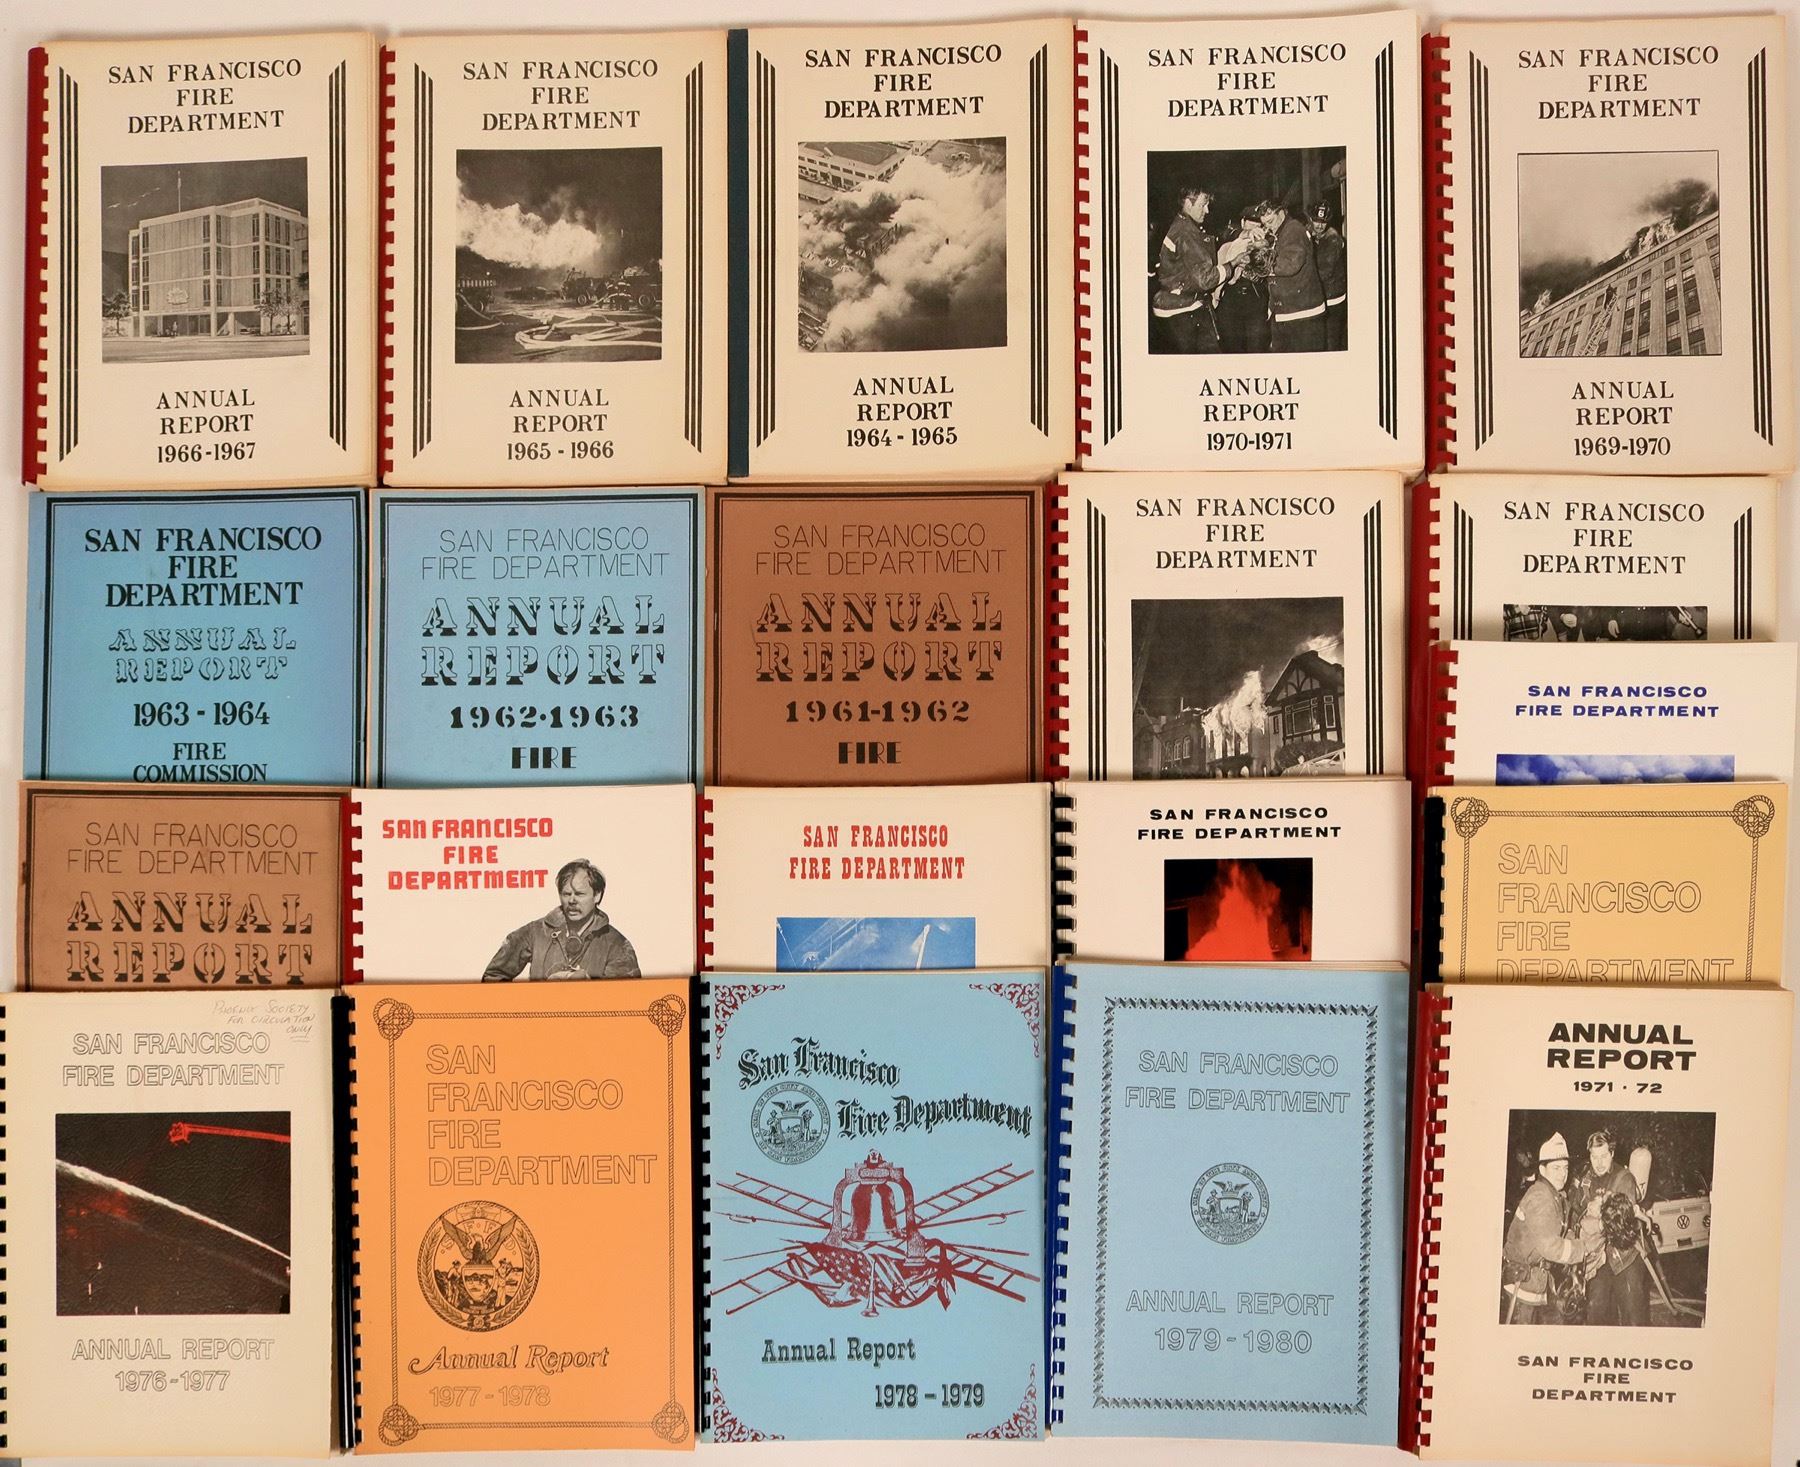 SAN FRANCISCO
FIRE
DEPARTMENT
ANNUAL
REPORT
1966-1967
SAN FRANCISCO
FIRE
DEPARTMENT
ANNUAL
REPORT
1965 - 1966
SAN FRANCISCO
FIRE
DEPARTMENT
ANNUAL
REPORT
1964 - 1965
SAN FRANCISCO
FIRE
DEPARTMENT
ANNUAL
REPORT
1970-1971
SAN FRANCISCO
FIRE
DEPARTMENT
ANNUAL
REPORT
1969-1970
SAN FRANCISCO
FIRE
DEPARTMENT
ANNUAL
REPORT
1963 - 1964
FIRE
COMMISSION
SAN FRANCISCO
FIRE DEPARTMENT
ANNUAL
REPORT
1962·1963
FIRE
SAN FRANCISCO
FIRE DEPARTMENT
ANNUAL
REPORT
1961-1962
FIRE
SAN FRANCISCO
FIRE
DEPARTMENT
SAN FRANCISCO
FIRE
DEPARTMENT
SAN FRANCISCO
FIRE DEPARTMENT
SAN FRANCISCO
FIRE DEPARTMENT
ANNUAL
REPORT
SAN FRANCISCO
FIRE
DEPARTMENT
SAN FRANCISCO
FIRE DEPARTMENT
SAN FRANCISCO
FIRE DEPARTMENT
SAN
FRANCISCO
FIRE
DEPARTMENT
PHOENIX SOCIETY
FOR CIRCULATION
ONLY
SAN FRANCISCO
FIRE DEPARTMENT
ANNUAL REPORT
1976-1977
SAN
FRANCISCO
FIRE
DEPARTMENT
Annual Report
1977-1978
San Francisco
Fire Department
Annual Report
1978 - 1979
SAN FRANCISCO
FIRE DEPARTMENT
ANNUAL REPORT
1979-1980
ANNUAL
REPORT
1971 · 72
SAN FRANCISCO
FIRE
DEPARTMENT